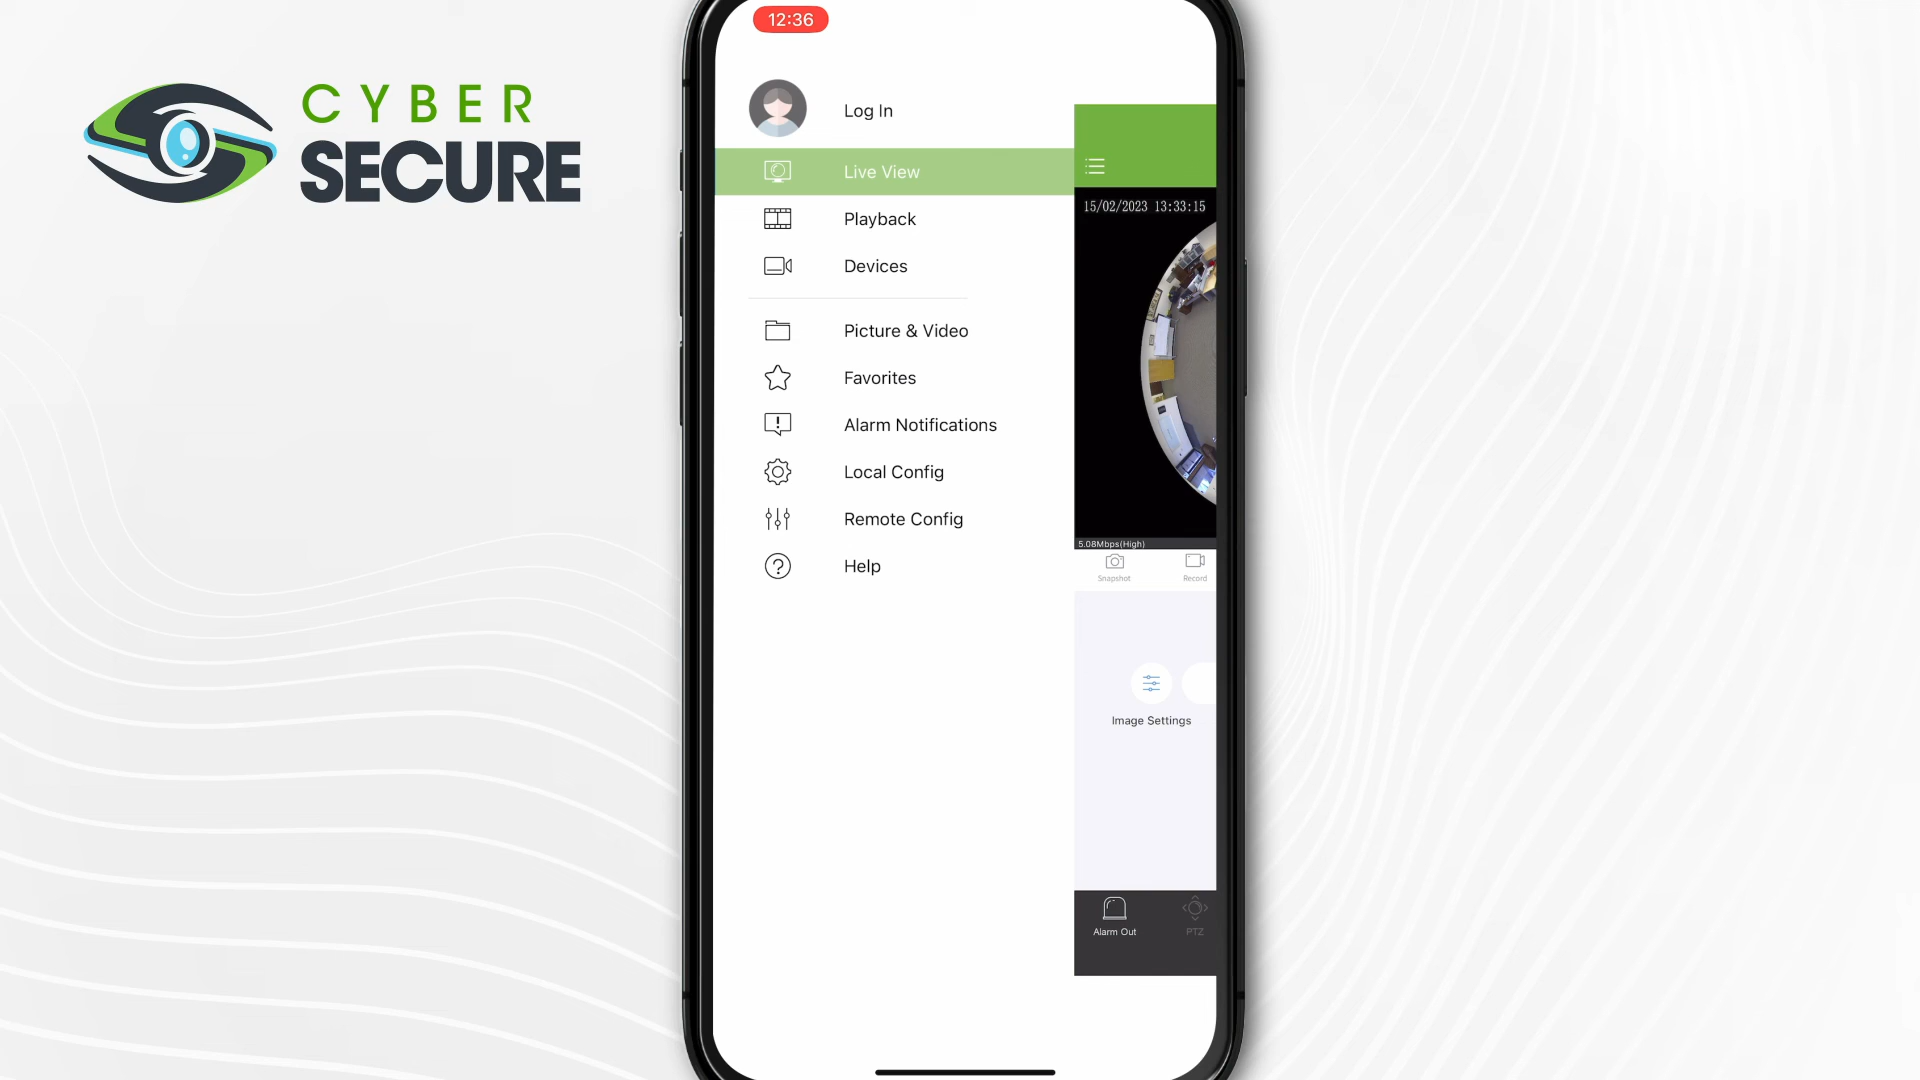 CYBER
SECURE
12:36
Log In
Live View
Playback
Devices
Picture & Video
Favorites
Alarm Notifications
Local Config
Remote Config
Help
15/02/2023 13:33:15
5.08Mbps(High)
Snapshot
Record
Image Settings
Alarm Out
PTZ